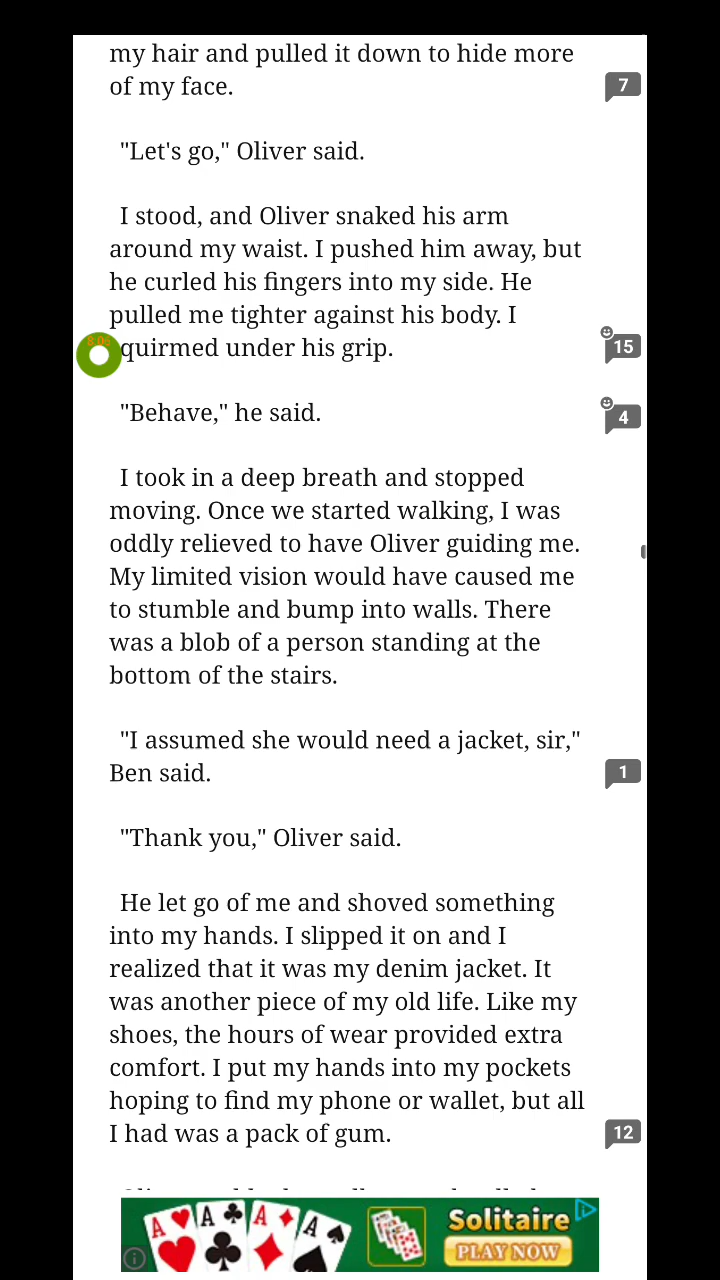 my hair and pulled it down to hide more
of my face.
7
"Let's go," Oliver said.
I stood, and Oliver snaked his arm
around my waist. I pushed him away, but
he curled his fingers into my side. He
pulled me tighter against his body. I
quirmed under his grip.
15
"Behave," he said.
4
I took in a deep breath and stopped
moving. Once we started walking, I was
oddly relieved to have Oliver guiding me.
My limited vision would have caused me
to stumble and bump into walls. There
was a blob of a person standing at the
bottom of the stairs.
"I assumed she would need a jacket, sir,"
Ben said.
1
"Thank you," Oliver said.
He let go of me and shoved something
into my hands. I slipped it on and I
realized that it was my denim jacket. It
was another piece of my old life. Like my
shoes, the hours of wear provided extra
comfort. I put my hands into my pockets
hoping to find my phone or wallet, but all
I had was a pack of gum.
12
A A A A
Solitaire
PLAY NOW